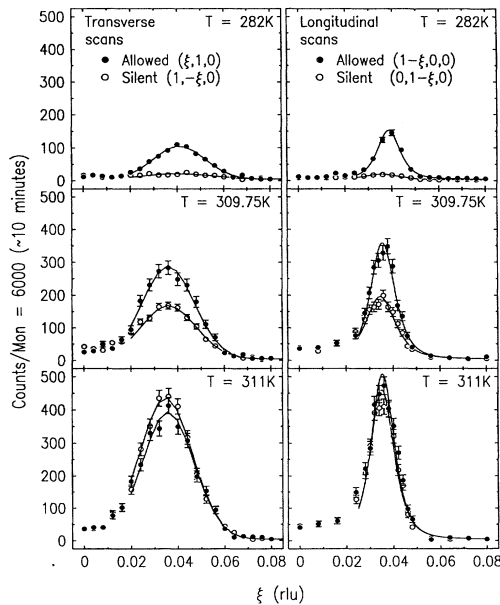 Transverse scans T = 282K
● Allowed (ξ,1,0)
○ Silent (1,-ξ,0)
Longitudinal scans T = 282K
● Allowed (1-ξ,0,0)
○ Silent (0,1-ξ,0)
500
400
300
200
100
0
T = 309.75K
T = 309.75K
500
400
300
200
100
0
T = 311K
T = 311K
500
400
300
200
100
0
Counts/Mon = 6000 (~10 minutes)
0 0.02 0.04 0.06 0.08
0 0.02 0.04 0.06 0.08
ξ (rlu)